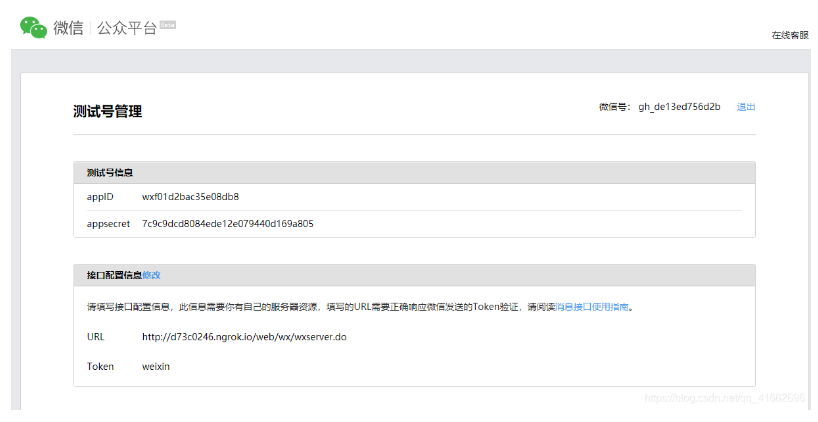 微信 公众平台 Beta
在线客服
测试号管理
微信号: gh_de13ed756d2b 退出
测试号信息
appID wxf01d2bac35e08db8
appsecret 7c9c9dcd8084ede12e079440d169a805
接口配置信息修改
请填写接口配置信息，此信息需要你有自己的服务器资源，填写的URL需要正确响应微信发送的Token验证，请阅读消息接口使用指南。
URL http://d73c0246.ngrok.io/web/wx/wxserver.do
Token weixin
https://blog.csdn.net/qq_41662696